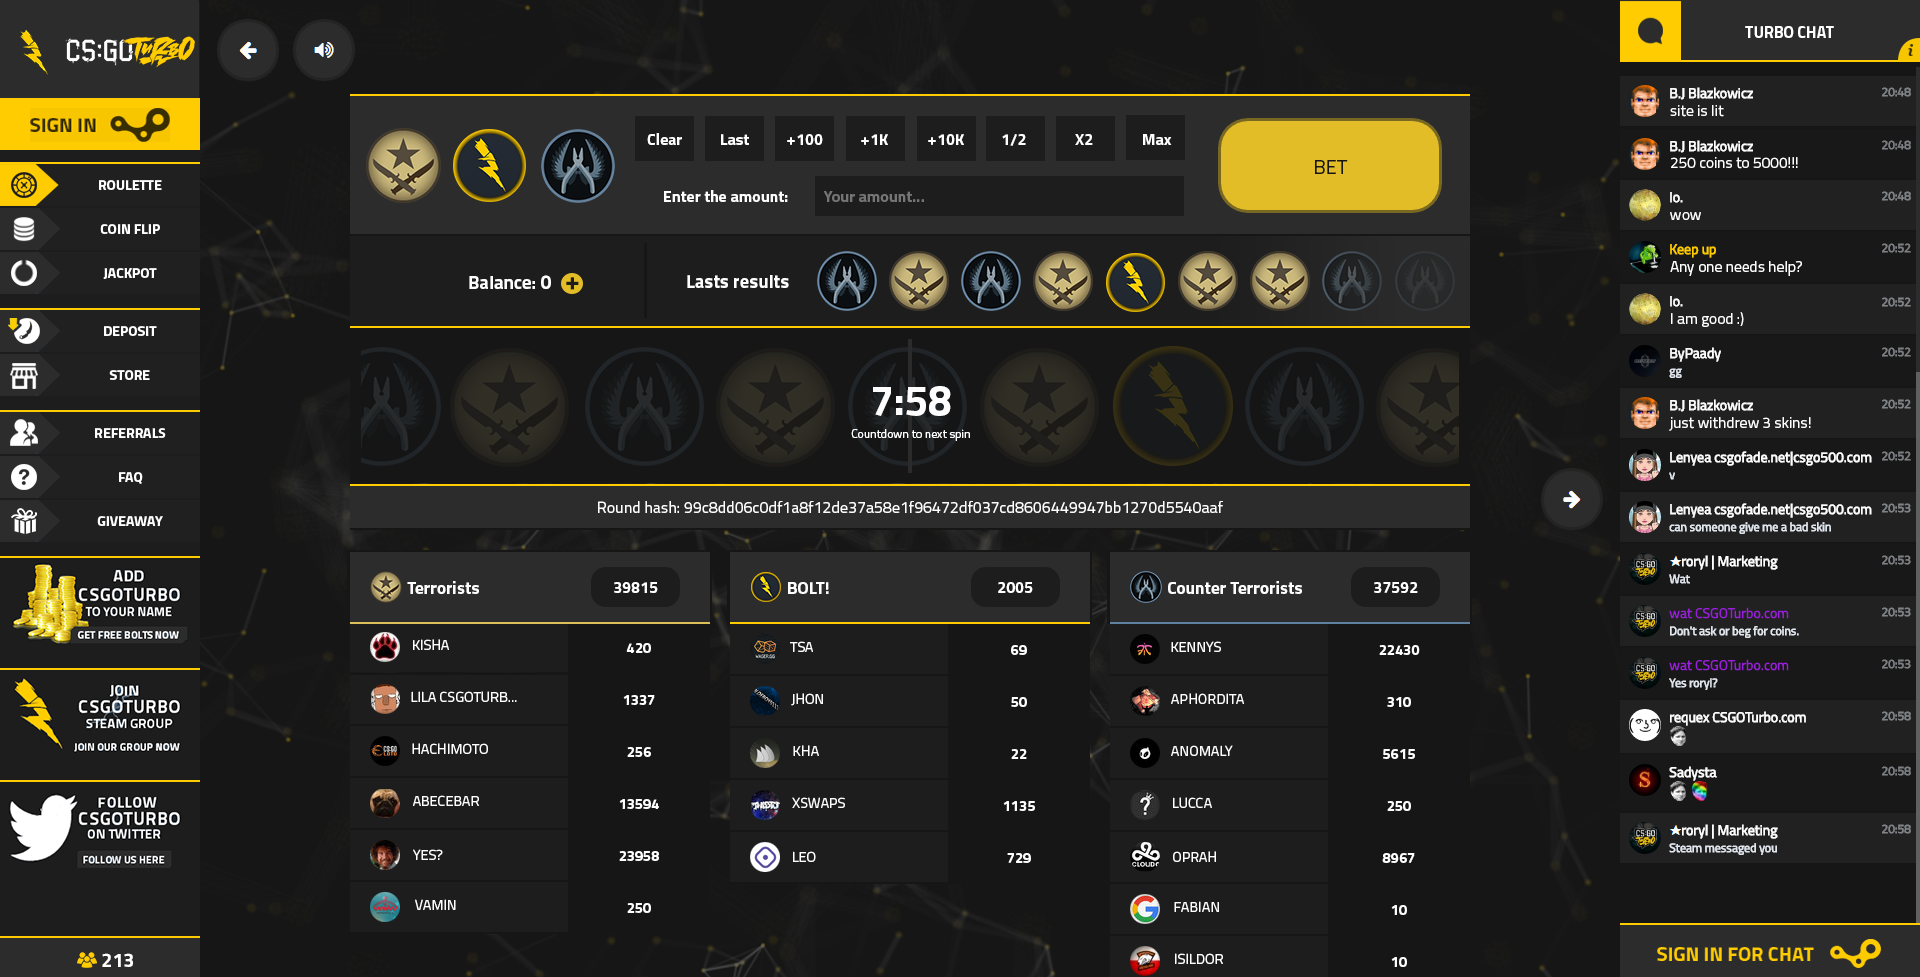 CS:GO TURBO
SIGN IN
ROULETTE
COIN FLIP
JACKPOT
DEPOSIT
STORE
REFERRALS
FAQ
GIVEAWAY
ADD
CSGOTURBO
TO YOUR NAME
GET FREE BOLTS NOW
JOIN
CSGOTURBO
STEAM GROUP
JOIN OUR GROUP NOW
FOLLOW
CSGOTURBO
ON TWITTER
FOLLOW US HERE
213
Clear
Last
+100
+1K
+10K
1/2
X2
Max
Enter the amount:
Your amount...
BET
Balance: 0
Lasts results
7:58
Countdown to next spin
Round hash: 99c8dd06c0df1a8f12de37a58e1f96472df037cd8606449947bb1270d5540aaf
Terrorists 39815
KISHA 420
LILA CSGOTURB... 1337
HACHIMOTO 256
ABECEBAR 13594
YES? 23958
VAMIN 250
BOLT! 2005
TSA 69
JHON 50
KHA 22
XSWAPS 1135
LEO 729
Counter Terrorists 37592
KENNYS 22430
APHORDITA 310
ANOMALY 5615
LUCCA 250
OPRAH 8967
FABIAN 10
ISILDOR 10
TURBO CHAT
i
B.J Blazkowicz 20:48
site is lit
B.J Blazkowicz 20:48
250 coins to 5000!!!
lo. 20:48
wow
Keep up 20:52
Any one needs help?
lo. 20:52
I am good :)
ByPaady 20:52
gg
B.J Blazkowicz 20:52
just withdrew 3 skins!
Lenyea csgofade.net|csgo500.com 20:52
v
Lenyea csgofade.net|csgo500.com 20:53
can someone give me a bad skin
★roryl | Marketing 20:53
Wat
wat CSGOTurbo.com 20:53
Don't ask or beg for coins.
wat CSGOTurbo.com 20:53
Yes roryl?
requex CSGOTurbo.com 20:58
Sadysta 20:58
★roryl | Marketing 20:58
Steam messaged you
SIGN IN FOR CHAT